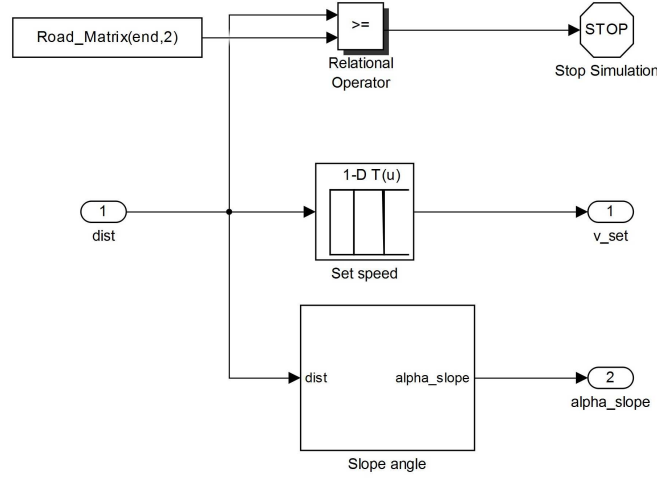 Road_Matrix(end,2)
>=
Relational
Operator
STOP
Stop Simulation
1
dist
1-D T(u)
Set speed
1
v_set
dist
alpha_slope
Slope angle
2
alpha_slope